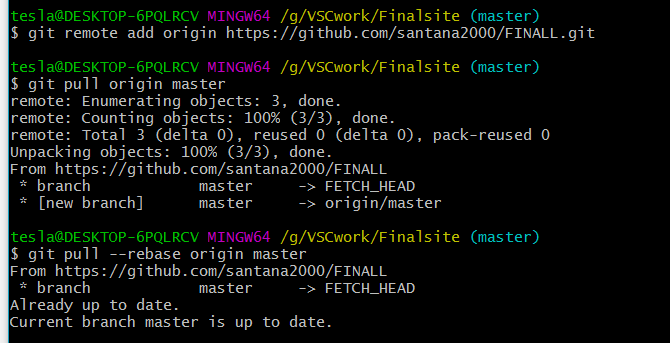 tesla@DESKTOP-6PQLRCV MINGW64 /g/VSCwork/Finalsite (master)
$ git remote add origin https://github.com/santana2000/FINALL.git
tesla@DESKTOP-6PQLRCV MINGW64 /g/VSCwork/Finalsite (master)
$ git pull origin master
remote: Enumerating objects: 3, done.
remote: Counting objects: 100% (3/3), done.
remote: Total 3 (delta 0), reused 0 (delta 0), pack-reused 0
Unpacking objects: 100% (3/3), done.
From https://github.com/santana2000/FINALL
 * branch            master     -> FETCH_HEAD
 * [new branch]      master     -> origin/master
tesla@DESKTOP-6PQLRCV MINGW64 /g/VSCwork/Finalsite (master)
$ git pull --rebase origin master
From https://github.com/santana2000/FINALL
 * branch            master     -> FETCH_HEAD
Already up to date.
Current branch master is up to date.